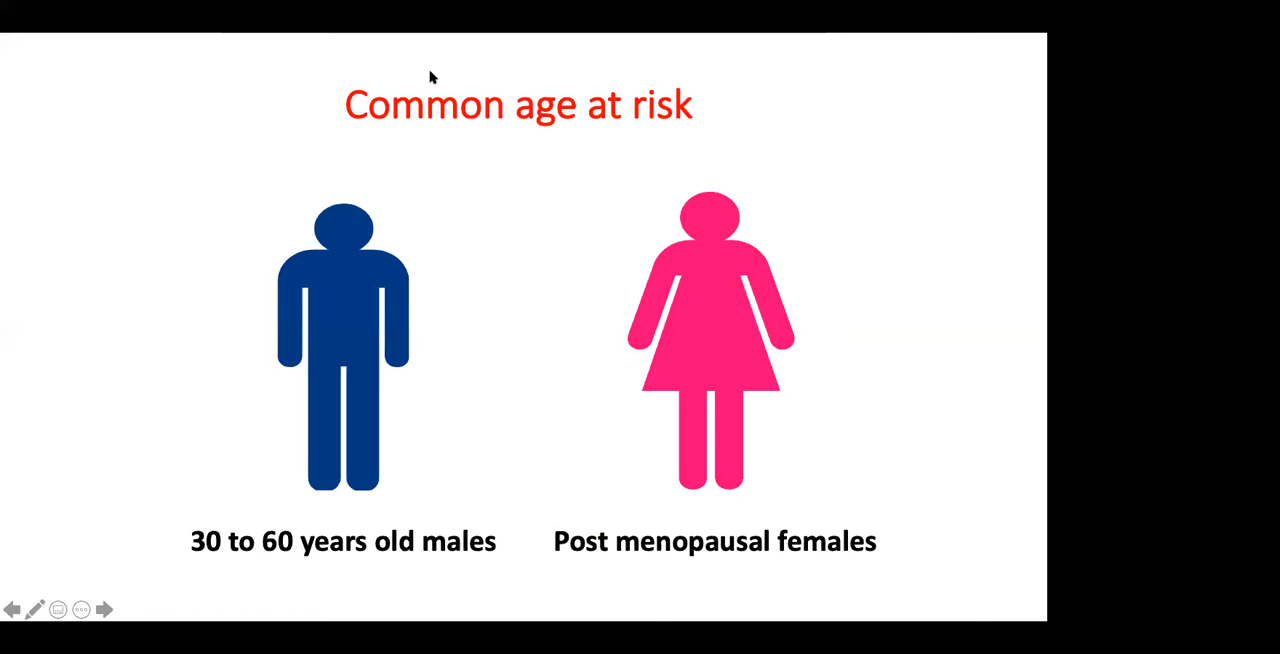 Common age at risk
30 to 60 years old males
Post menopausal females